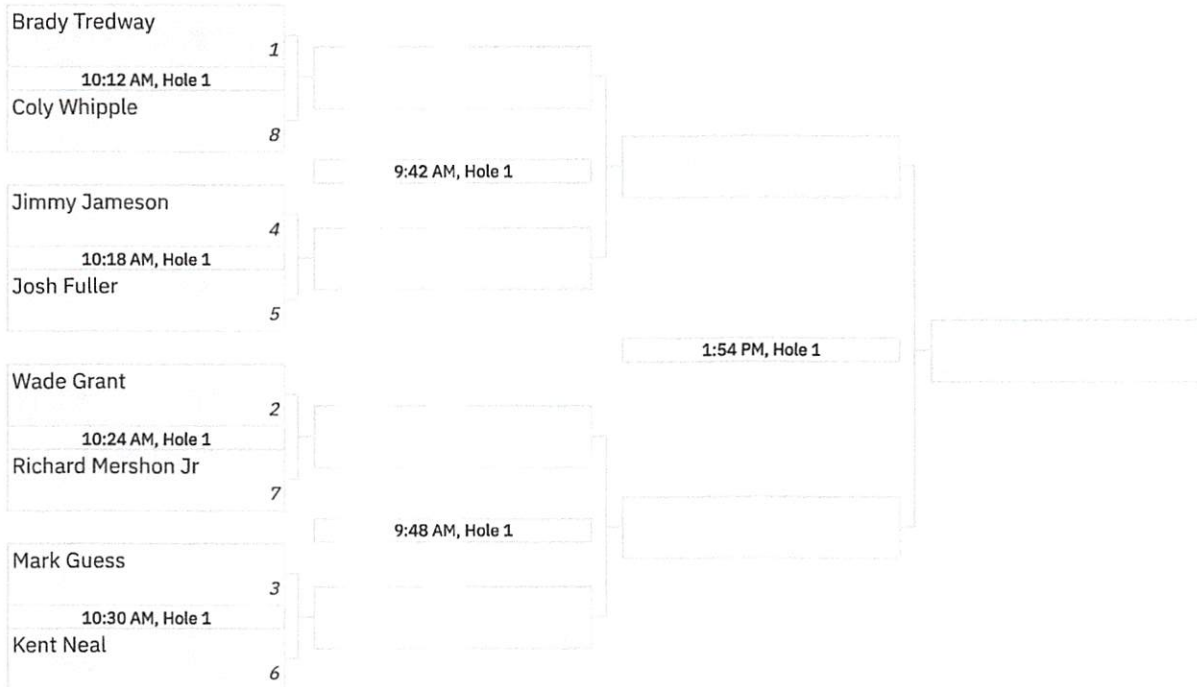 Brady Tredway
1
10:12 AM, Hole 1
Coly Whipple
8
9:42 AM, Hole 1
Jimmy Jameson
4
10:18 AM, Hole 1
Josh Fuller
5
1:54 PM, Hole 1
Wade Grant
2
10:24 AM, Hole 1
Richard Mershon Jr
7
9:48 AM, Hole 1
Mark Guess
3
10:30 AM, Hole 1
Kent Neal
6